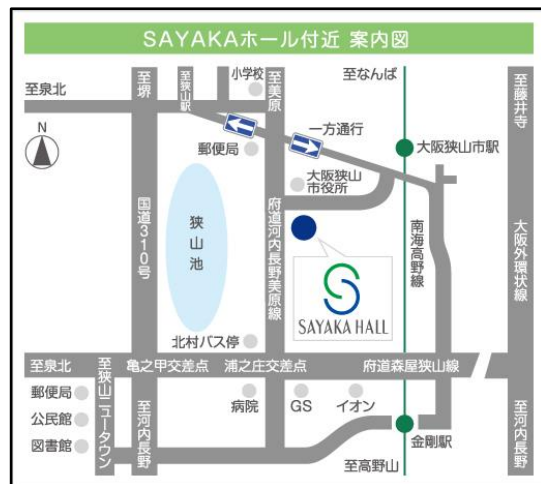 SAYAKAホール付近 案内図
至泉北
至堺
至狭山駅
小学校
至美原
至なんば
至藤井寺
一方通行
N
郵便局
大阪狭山市駅
大阪狭山
市役所
国道310号
狭山池
府道河内長野美原線
南海高野線
大阪外環状線
SAYAKA HALL
北村バス停
至泉北
亀之甲交差点
浦之庄交差点
府道森屋狭山線
郵便局
公民館
図書館
至狭山ニュータウン
至河内長野
病院
GS
イオン
金剛駅
至高野山
至河内長野